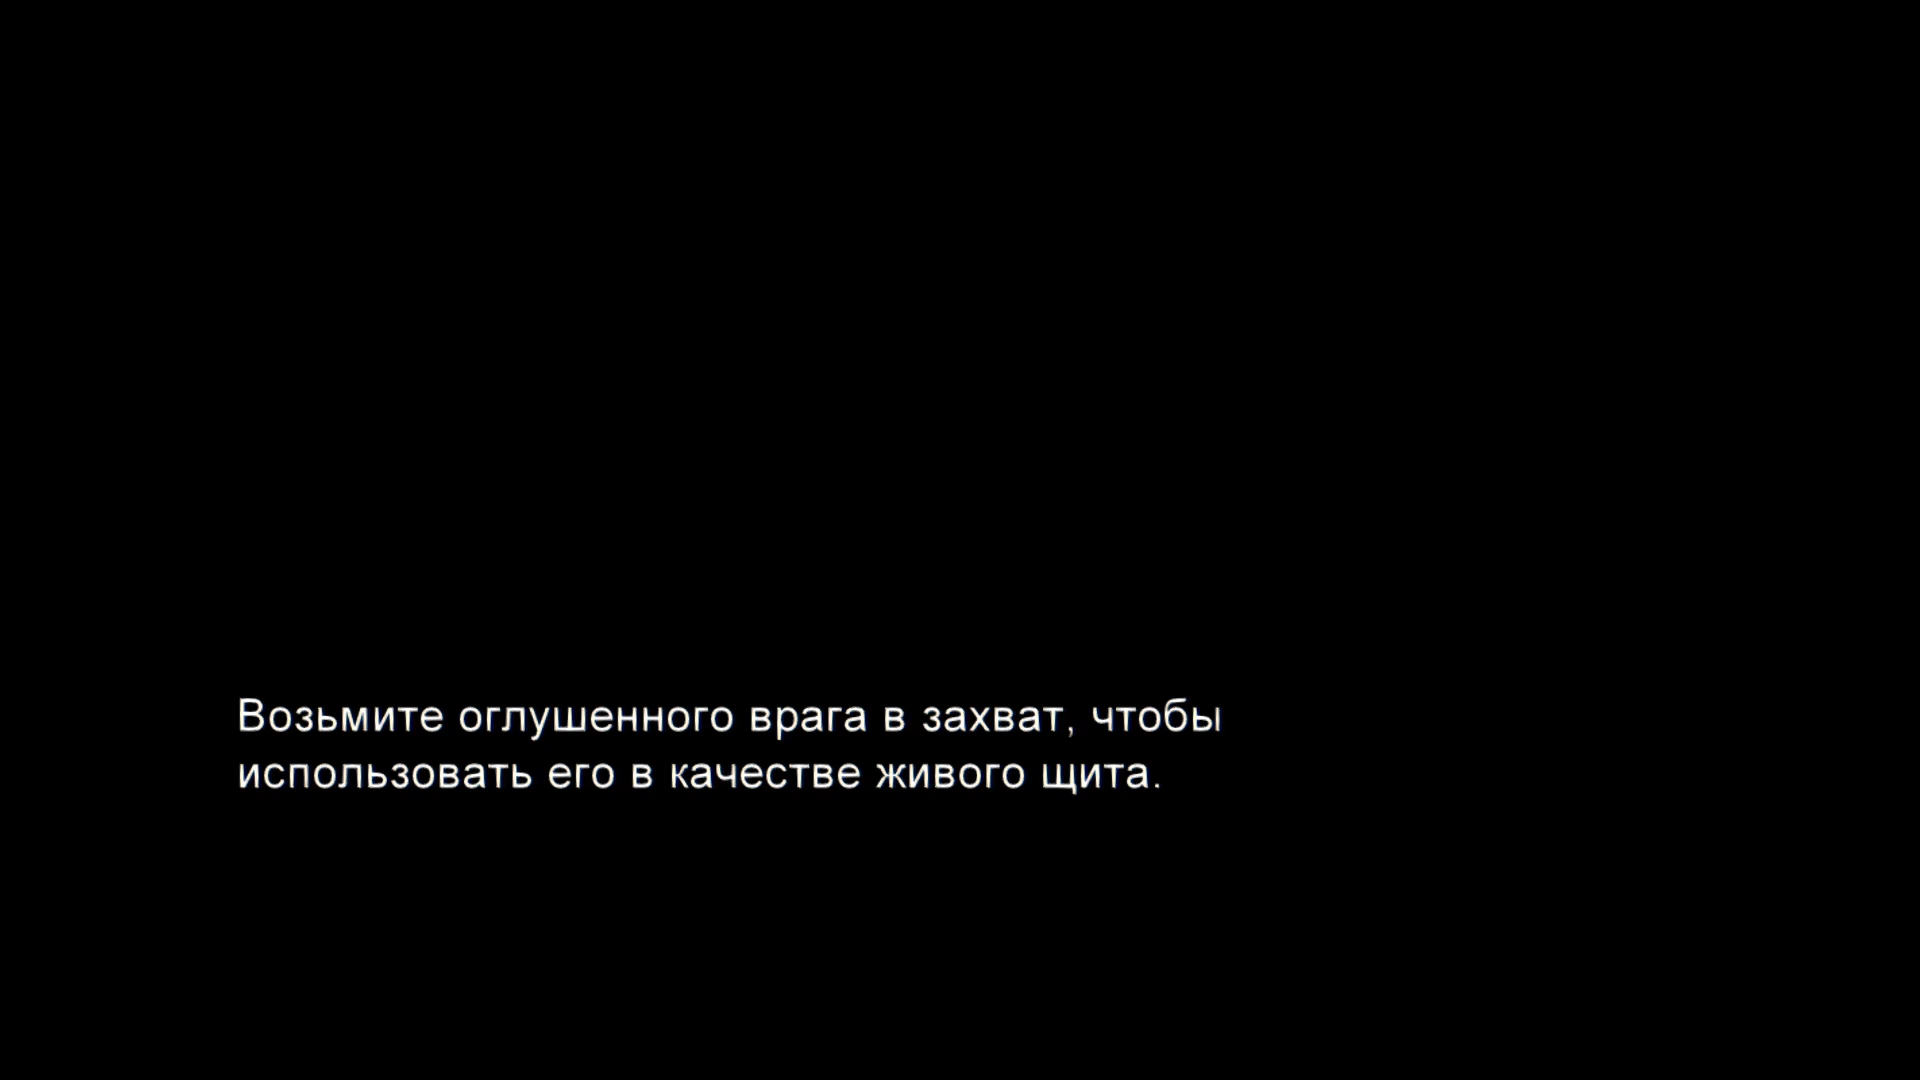 Возьмите оглушенного врага в захват, чтобы
использовать его в качестве живого щита.